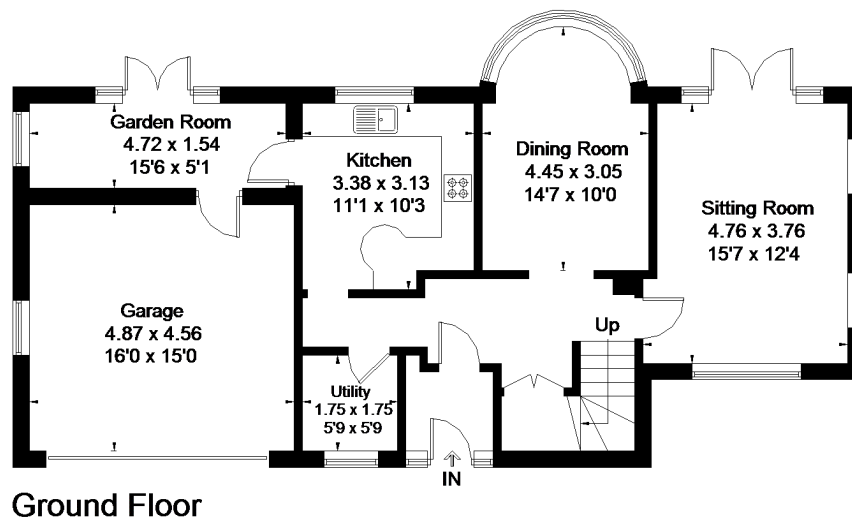 Garden Room
4.72 x 1.54
15'6 x 5'1
Kitchen
3.38 x 3.13
11'1 x 10'3
Dining Room
4.45 x 3.05
14'7 x 10'0
Sitting Room
4.76 x 3.76
15'7 x 12'4
Garage
4.87 x 4.56
16'0 x 15'0
Up
Utility
1.75 x 1.75
5'9 x 5'9
IN
Ground Floor